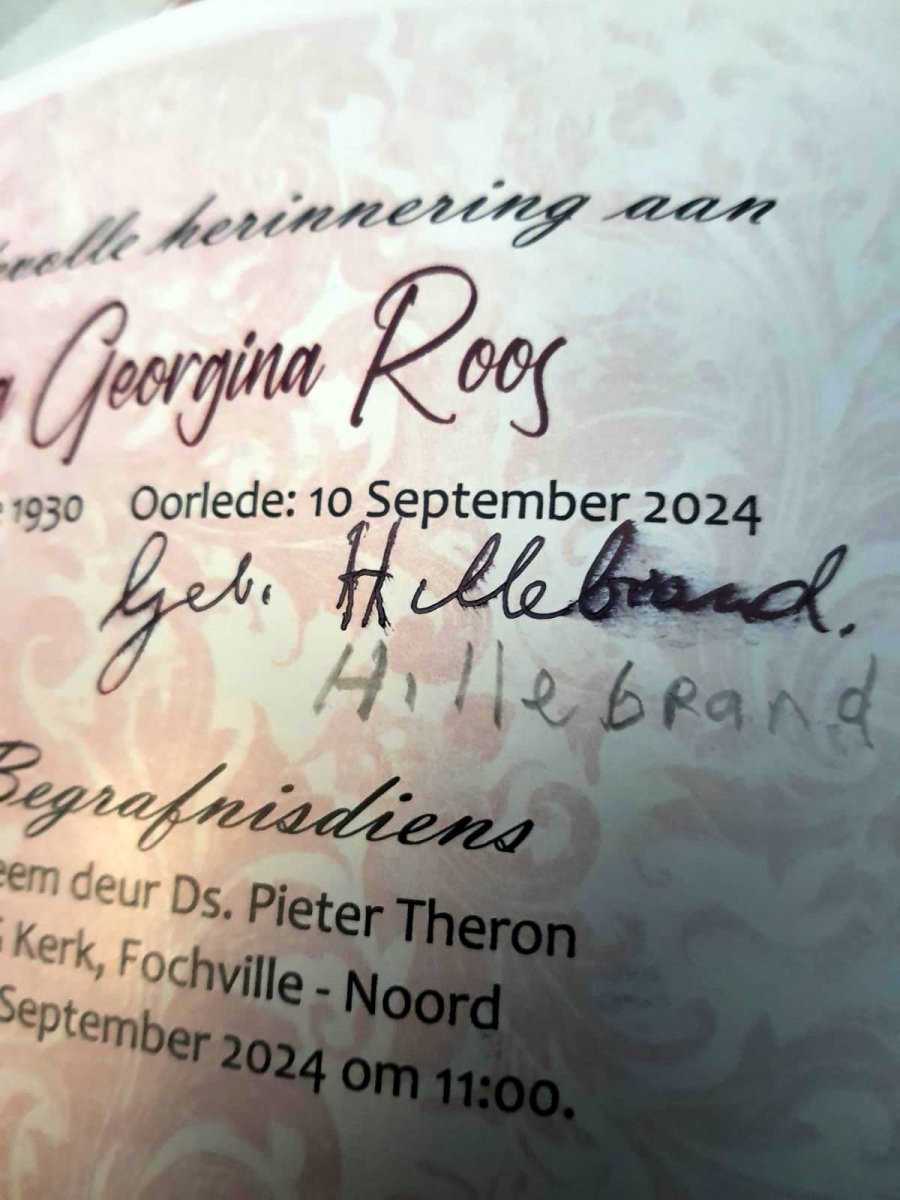 herinnering aan
Georgina Roos
1930 Oorlede: 10 September 2024
Geb. Hillebrand.
Hillebrand
Begrafnisdiens
deur Ds. Pieter Theron
Kerk, Fochville - Noord
September 2024 om 11:00.